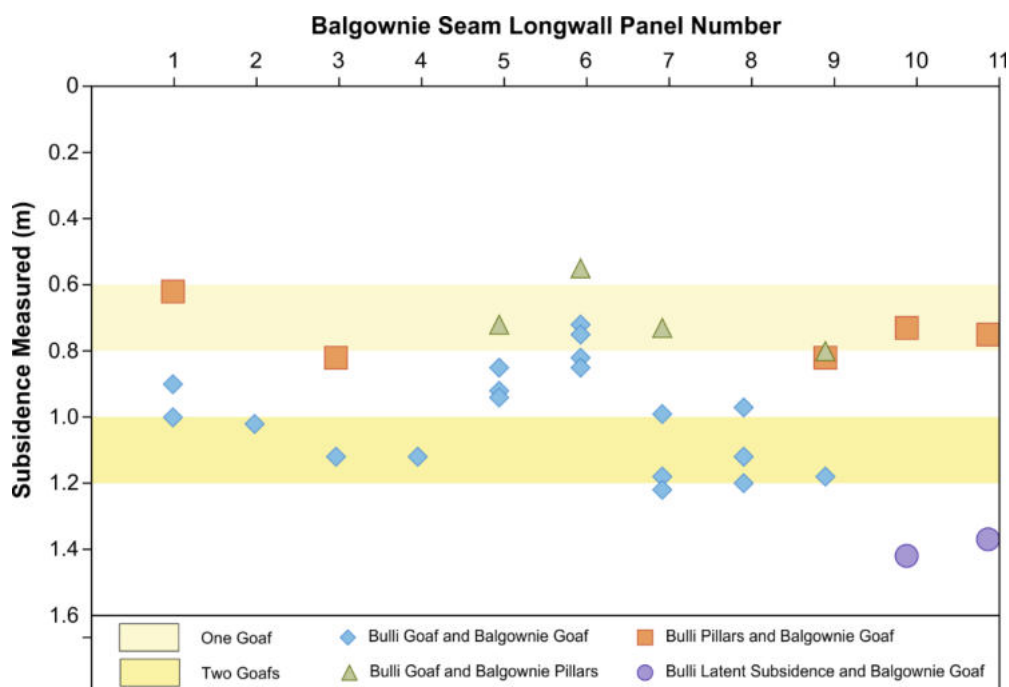 Balgownie Seam Longwall Panel Number
1 2 3 4 5 6 7 8 9 10 11
Subsidence Measured (m)
0
0.2
0.4
0.6
0.8
1.0
1.2
1.4
1.6
One Goaf
Bulli Goaf and Balgownie Goaf
Bulli Pillars and Balgownie Goaf
Two Goafs
Bulli Goaf and Balgownie Pillars
Bulli Latent Subsidence and Balgownie Goaf